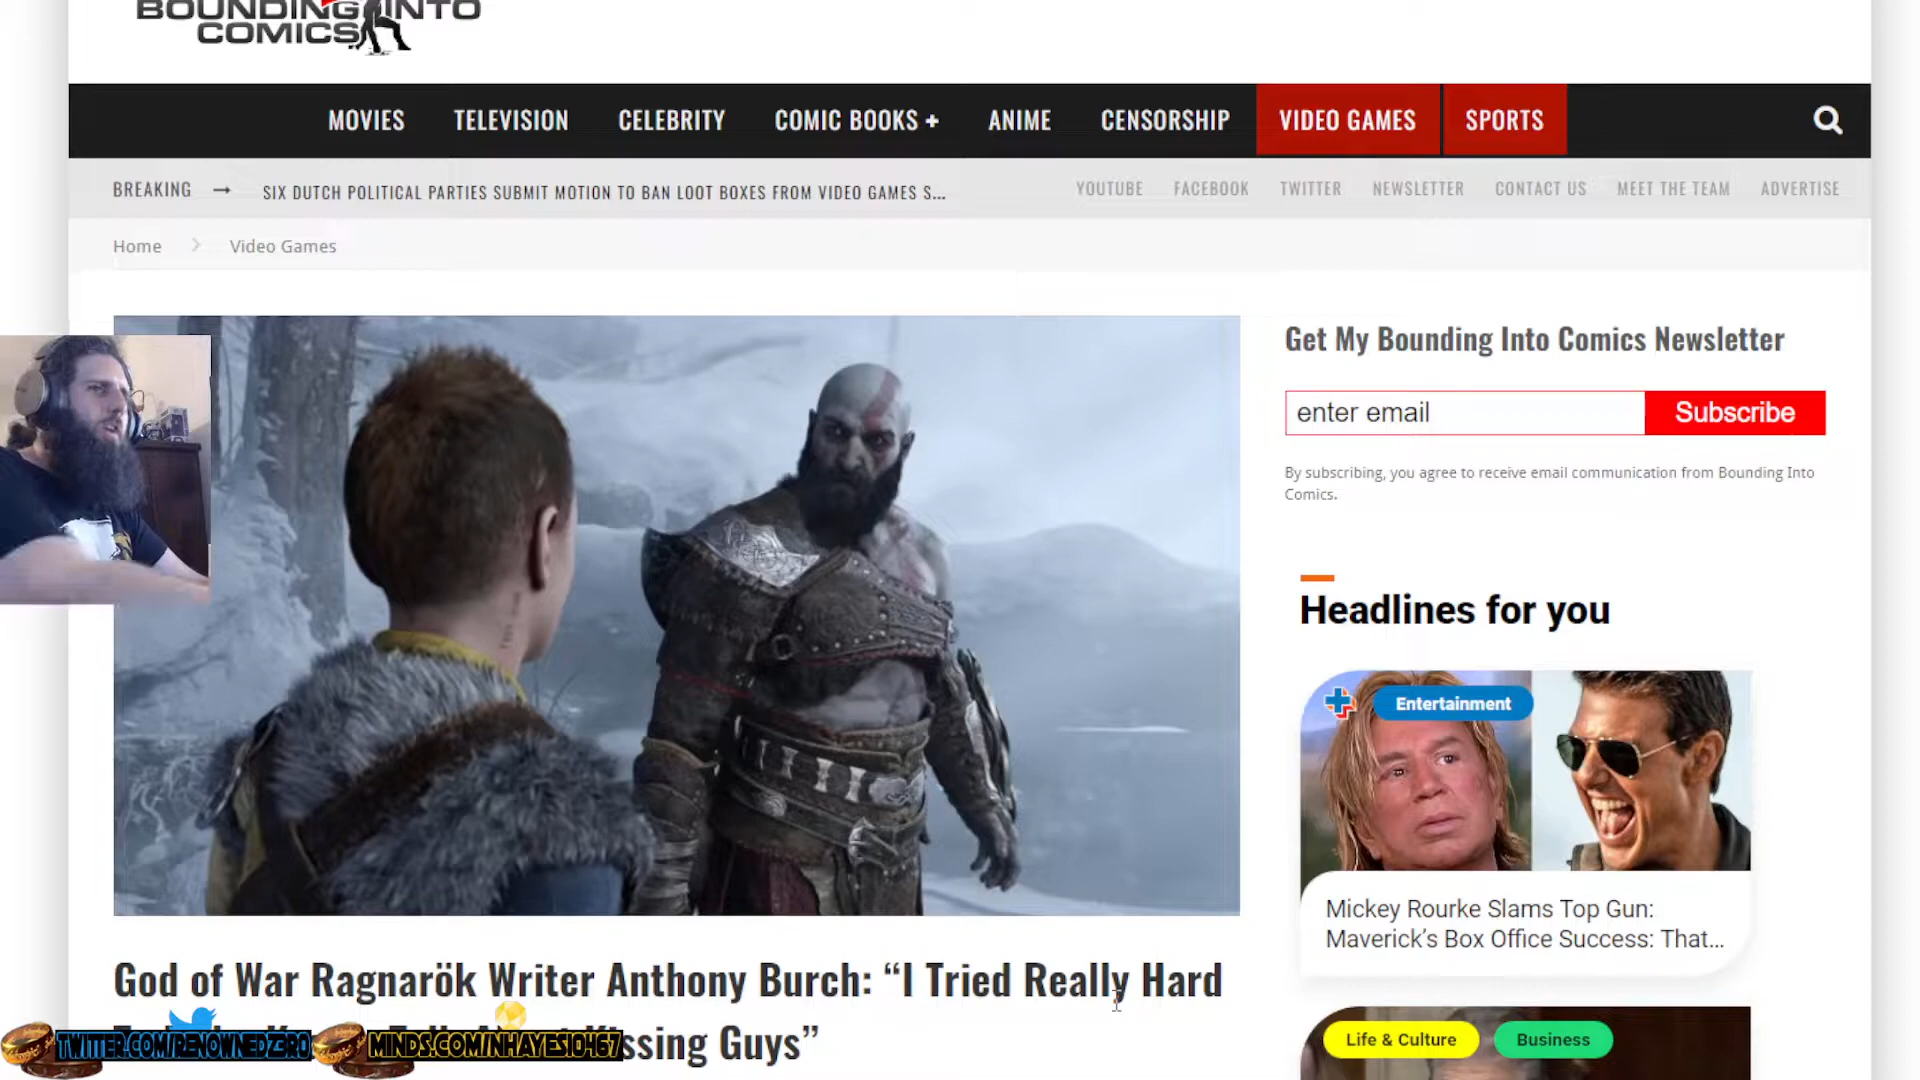 BOUNDING INTO
COMICS
MOVIES TELEVISION CELEBRITY COMIC BOOKS + ANIME CENSORSHIP VIDEO GAMES SPORTS
BREAKING → SIX DUTCH POLITICAL PARTIES SUBMIT MOTION TO BAN LOOT BOXES FROM VIDEO GAMES S... YOUTUBE FACEBOOK TWITTER NEWSLETTER CONTACT US MEET THE TEAM ADVERTISE
Home > Video Games
Get My Bounding Into Comics Newsletter
enter email Subscribe
By subscribing, you agree to receive email communication from Bounding Into
Comics.
Headlines for you
Entertainment
Mickey Rourke Slams Top Gun:
Maverick's Box Office Success: That...
God of War Ragnarök Writer Anthony Burch: “I Tried Really Hard
ssing Guys”
TWITTER.COM/RENOWNEDZ3R0 MINDS.COM/NHAYES10467
Life & Culture Business